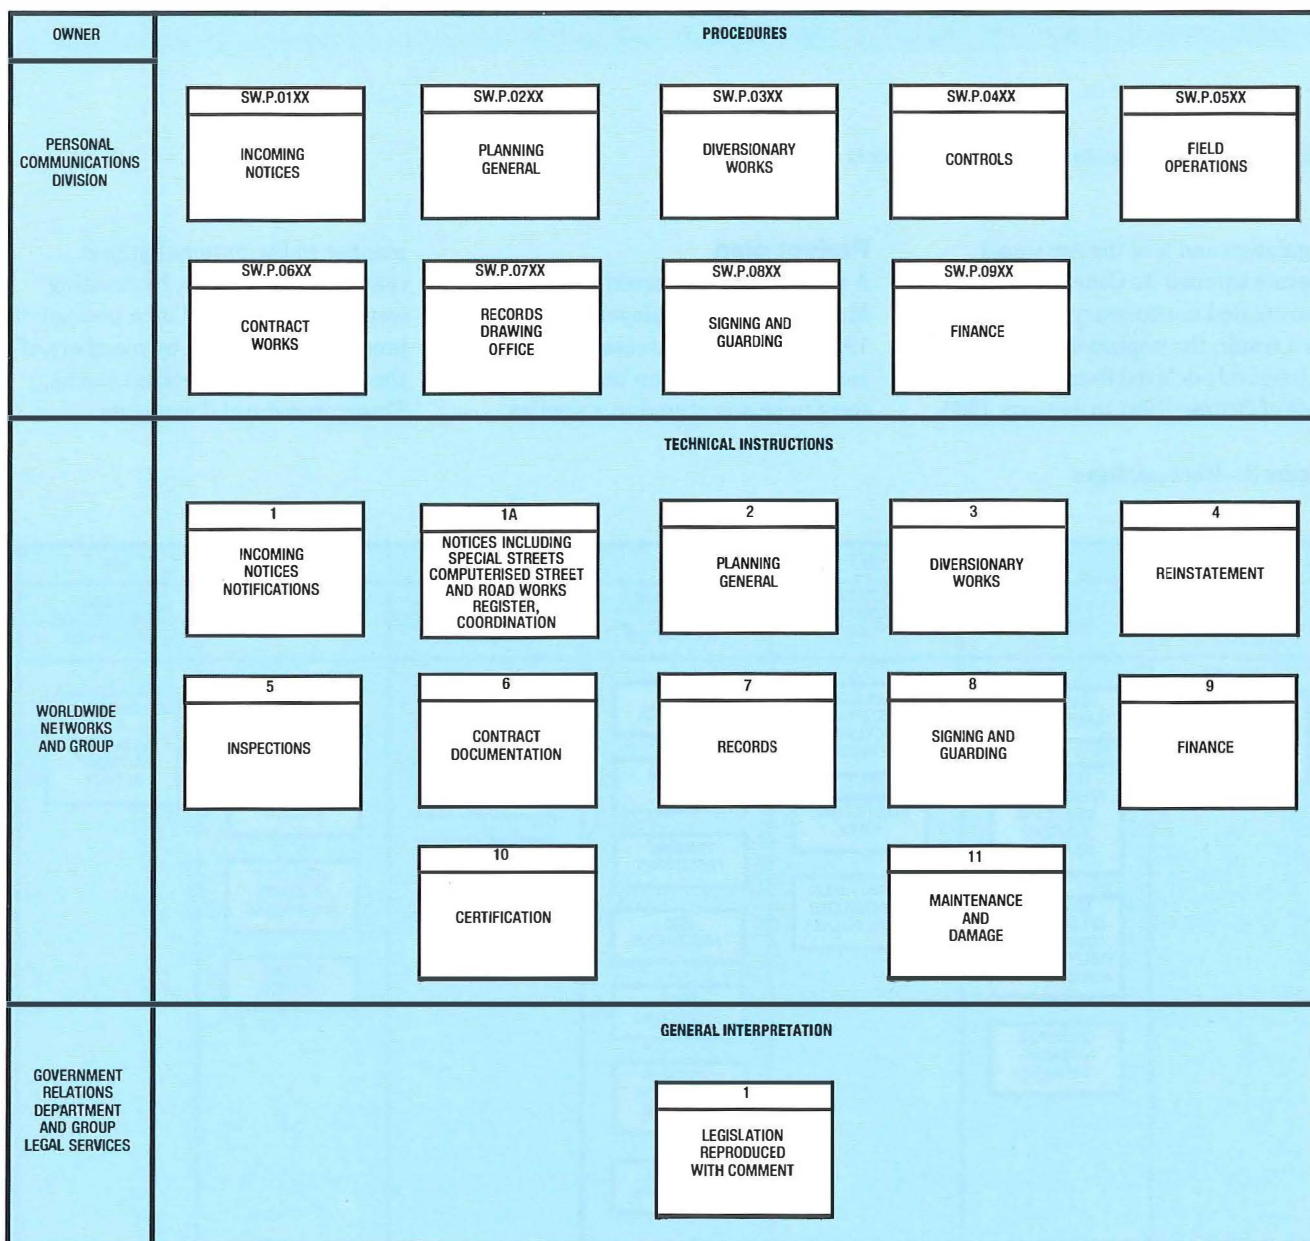 OWNER
PROCEDURES
PERSONAL
COMMUNICATIONS
DIVISION
SW.P.01XX
INCOMING
NOTICES
SW.P.02XX
PLANNING
GENERAL
SW.P.03XX
DIVERSIONARY
WORKS
SW.P.04XX
CONTROLS
SW.P.05XX
FIELD
OPERATIONS
SW.P.06XX
CONTRACT
WORKS
SW.P.07XX
RECORDS
DRAWING
OFFICE
SW.P.08XX
SIGNING AND
GUARDING
SW.P.09XX
FINANCE
TECHNICAL INSTRUCTIONS
WORLDWIDE
NETWORKS
AND GROUP
1
INCOMING
NOTICES
NOTIFICATIONS
1A
NOTICES INCLUDING
SPECIAL STREETS
COMPUTERISED STREET
AND ROAD WORKS
REGISTER,
COORDINATION
2
PLANNING
GENERAL
3
DIVERSIONARY
WORKS
4
REINSTATEMENT
5
INSPECTIONS
6
CONTRACT
DOCUMENTATION
7
RECORDS
8
SIGNING AND
GUARDING
9
FINANCE
10
CERTIFICATION
11
MAINTENANCE
AND
DAMAGE
GENERAL INTERPRETATION
GOVERNMENT
RELATIONS
DEPARTMENT
AND GROUP
LEGAL SERVICES
1
LEGISLATION
REPRODUCED
WITH COMMENT